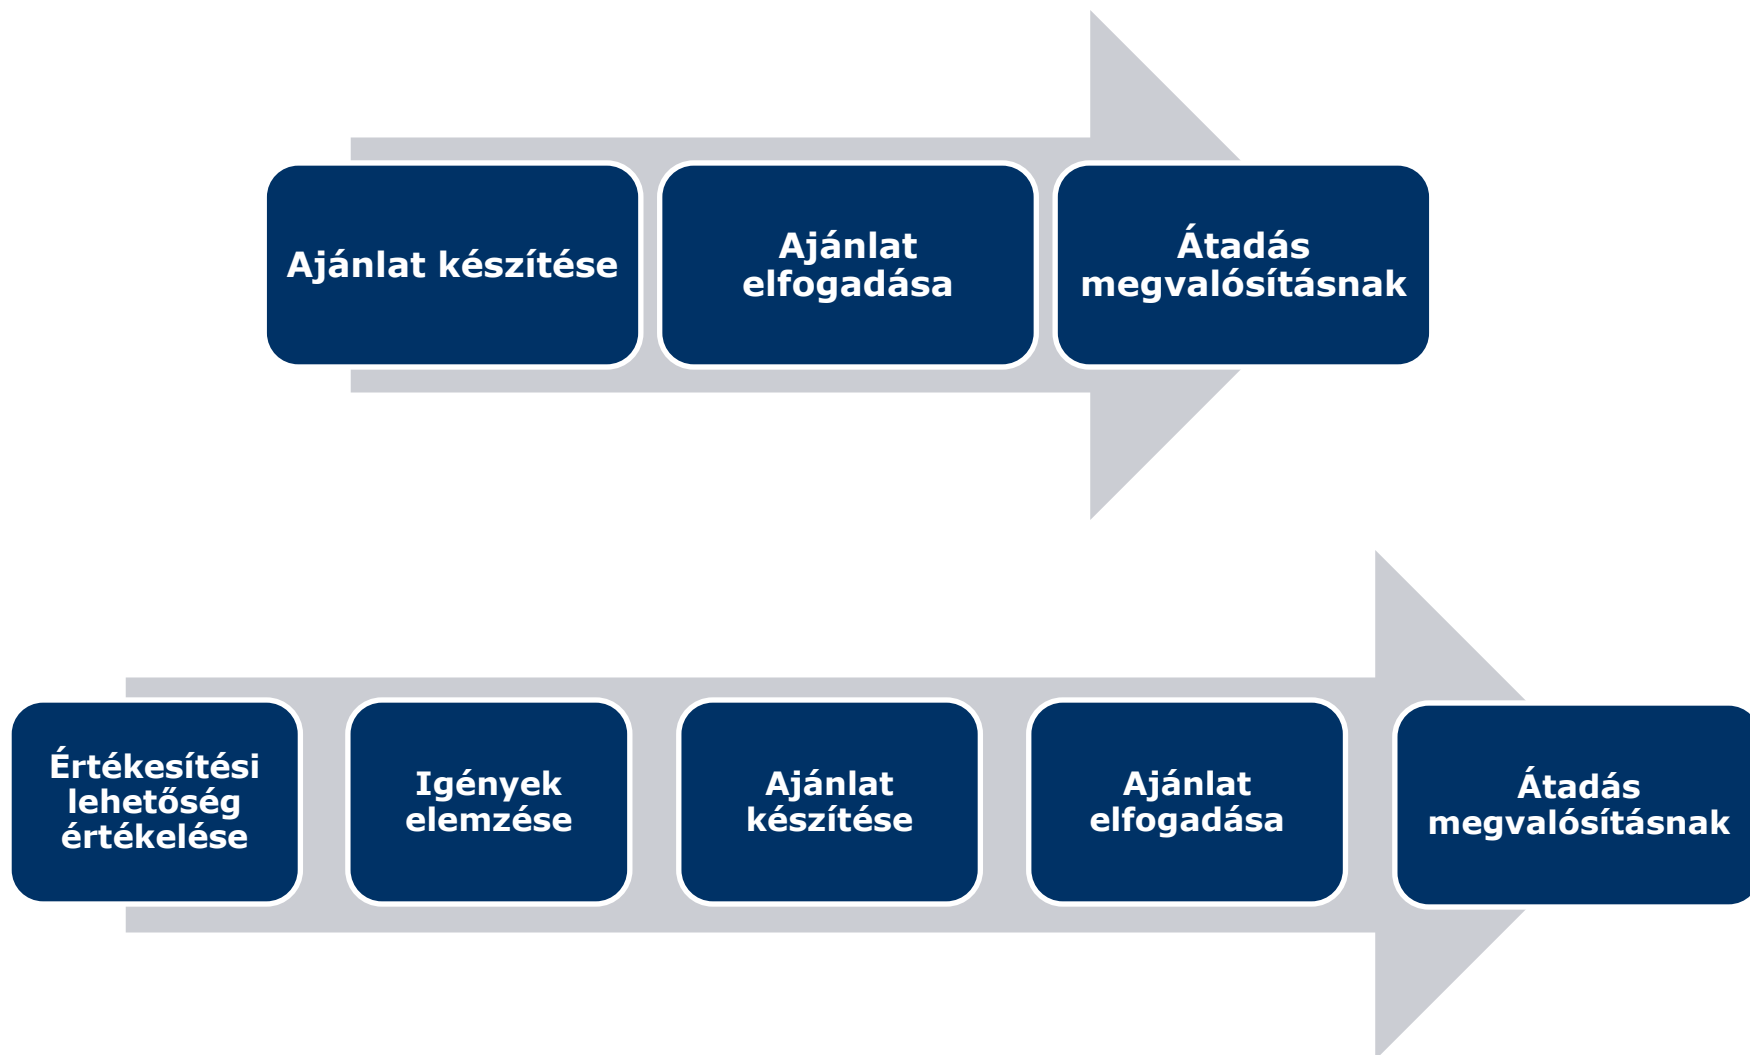 Ajánlat készítése
Ajánlat
elfogadása
Átadás
megvalósításnak
Értékesítési
lehetőség
értékelése
Igények
elemzése
Ajánlat
készítése
Ajánlat
elfogadása
Átadás
megvalósításnak